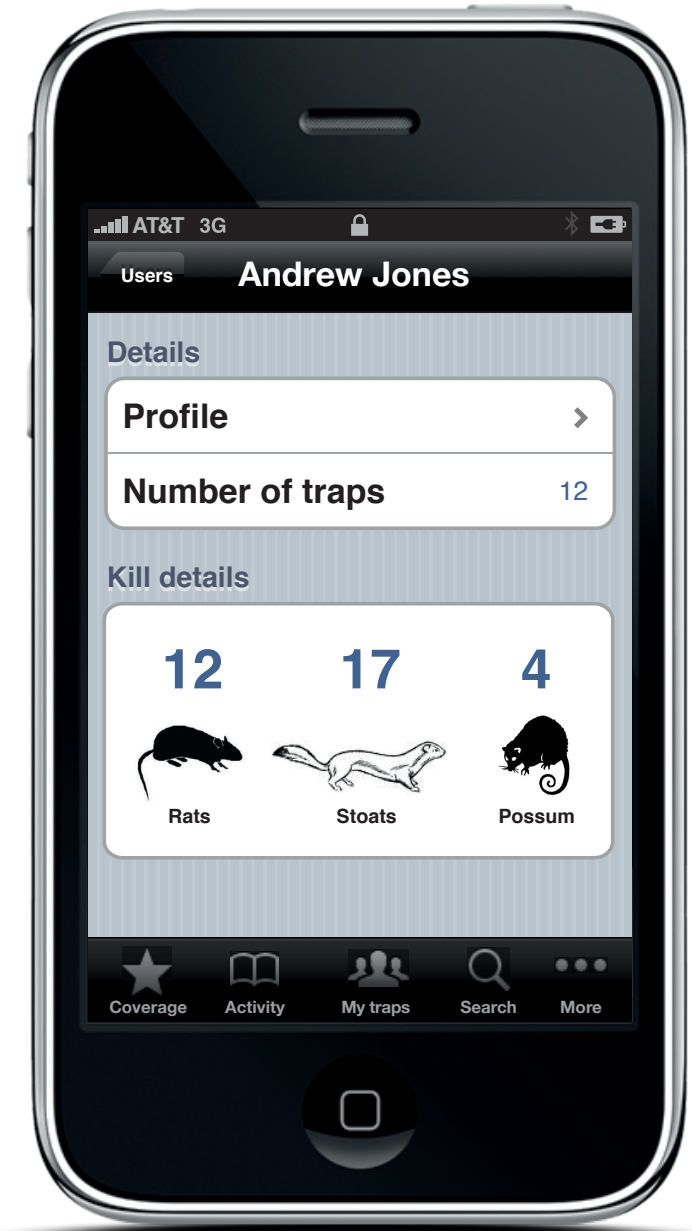 AT&T 3G
Users
Andrew Jones
Details
Profile
Number of traps 12
Kill details
12 17 4
Rats Stoats Possum
Coverage Activity My traps Search More